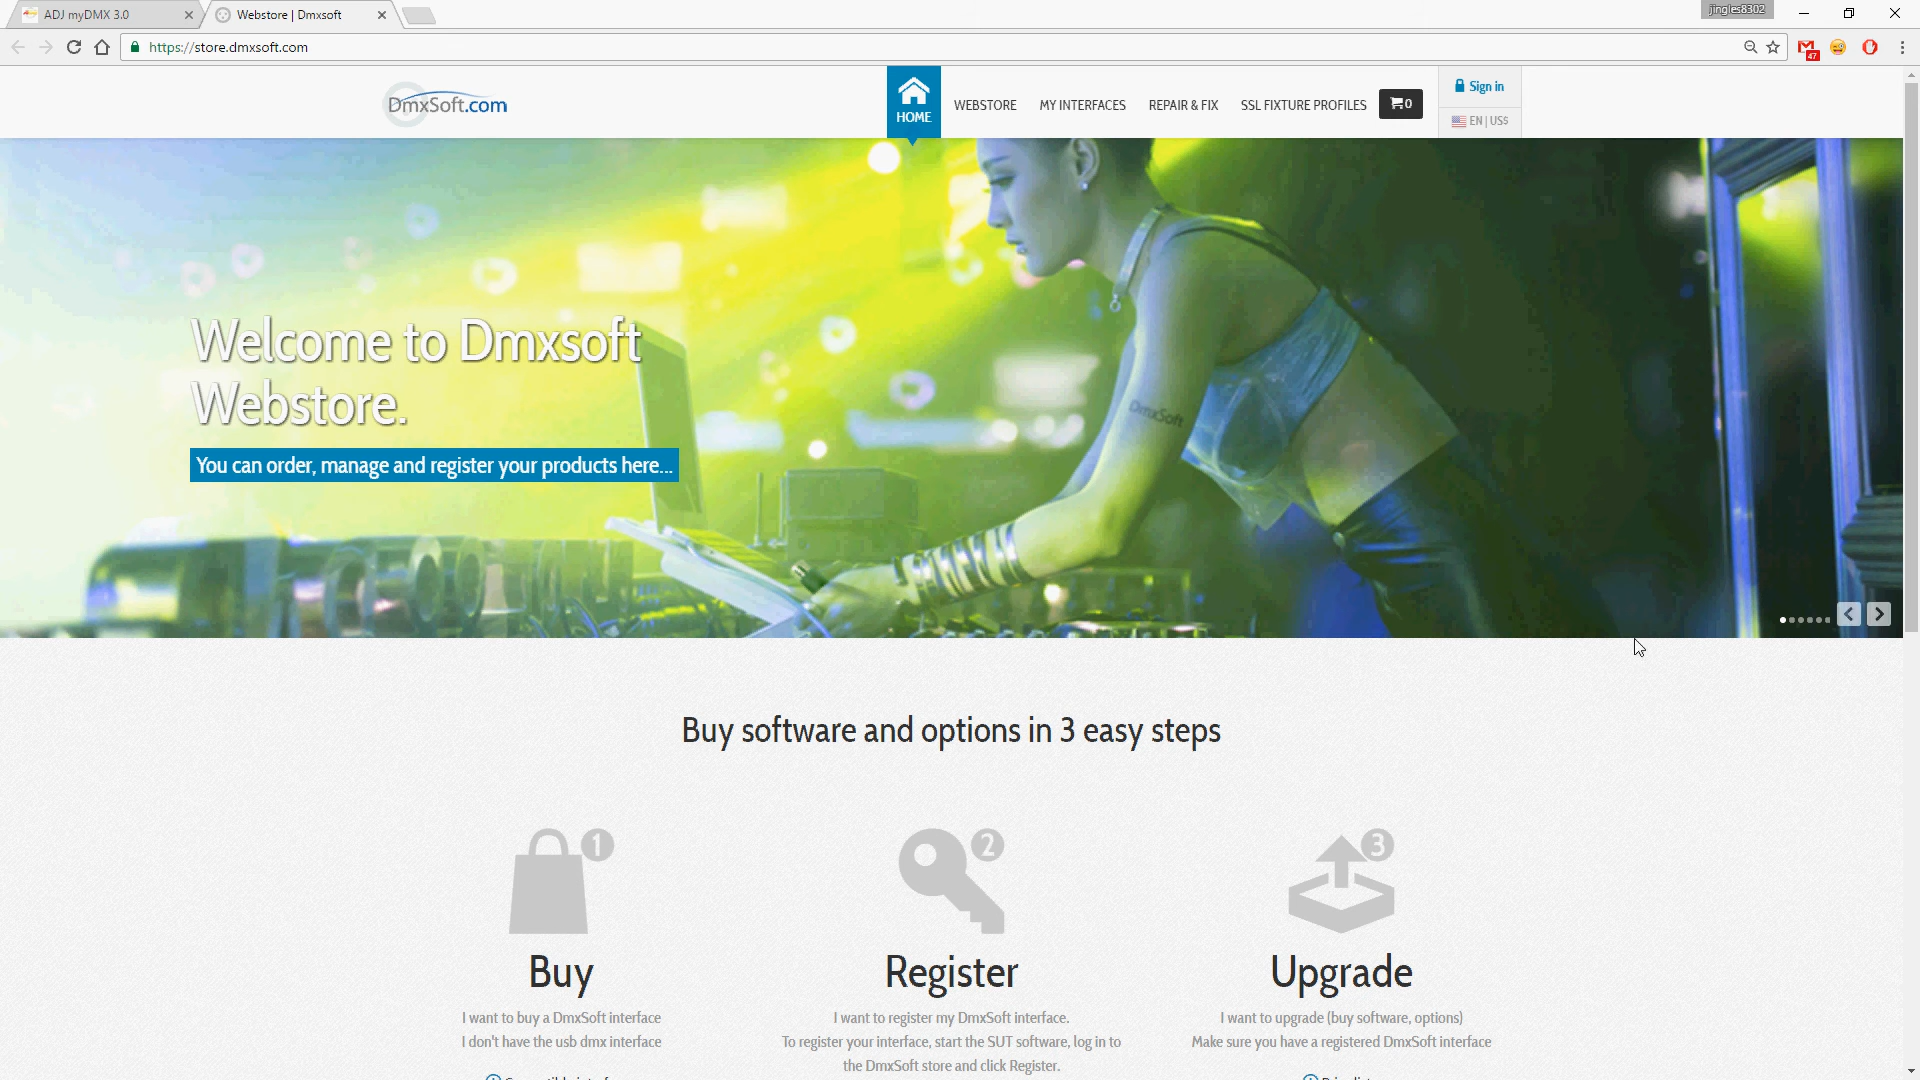 ADJ myDMX 3.0
Webstore | Dmxsoft
jingles8302
https://store.dmxsoft.com
47
DmxSoft.com
HOME
WEBSTORE
MY INTERFACES
REPAIR & FIX
SSL FIXTURE PROFILES
0
Sign in
EN | US$
Welcome to Dmxsoft
Webstore.
You can order, manage and register your products here...
DmxSoft
Buy software and options in 3 easy steps
1
2
3
Buy
Register
Upgrade
I want to buy a DmxSoft interface
I don't have the usb dmx interface
I want to register my DmxSoft interface.
To register your interface, start the SUT software, log in to
the DmxSoft store and click Register.
I want to upgrade (buy software, options)
Make sure you have a registered DmxSoft interface